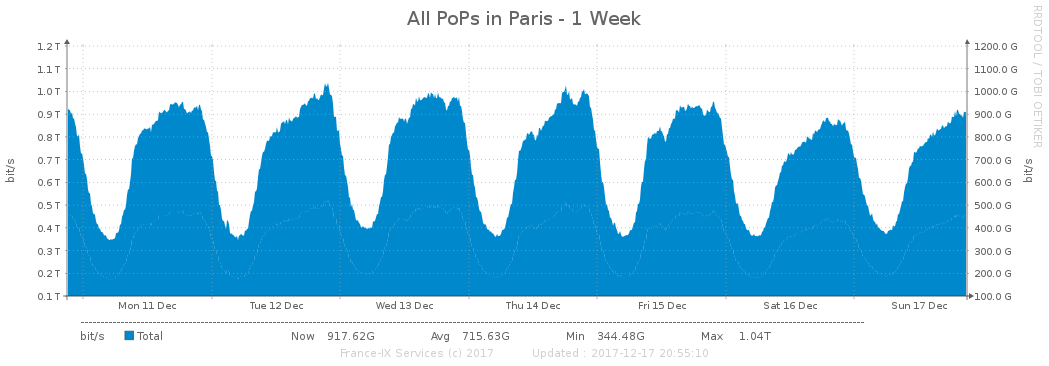 All PoPs in Paris - 1 Week
RRDTOOL / TOBI OETIKER
1.2 T 1200.0 G
1.1 T 1100.0 G
1.0 T 1000.0 G
0.9 T 900.0 G
0.8 T 800.0 G
0.7 T 700.0 G
0.6 T 600.0 G
0.5 T 500.0 G
0.4 T 400.0 G
0.3 T 300.0 G
0.2 T 200.0 G
0.1 T 100.0 G
bit/s
bit/s
Mon 11 Dec Tue 12 Dec Wed 13 Dec Thu 14 Dec Fri 15 Dec Sat 16 Dec Sun 17 Dec
bit/s Total Now 917.62G Avg 715.63G Min 344.48G Max 1.04T
France-IX Services (c) 2017 Updated : 2017-12-17 20:55:10